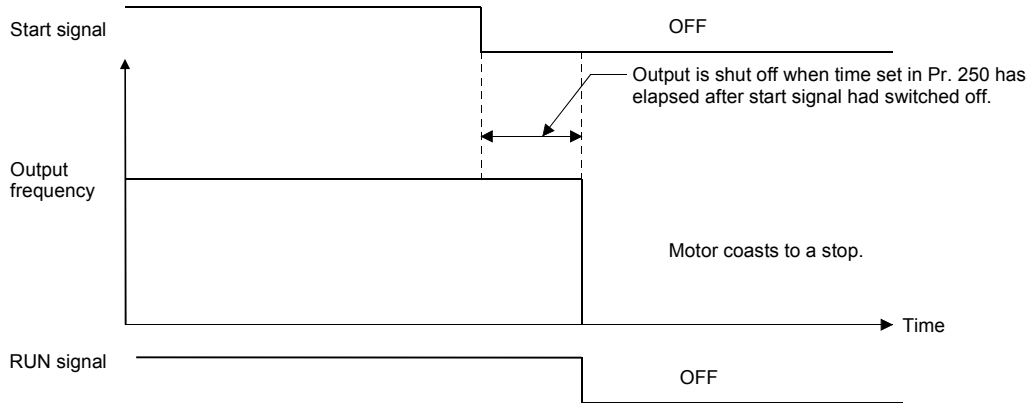 Start signal
OFF
Output is shut off when time set in Pr. 250 has
elapsed after start signal had switched off.
Output
frequency
Motor coasts to a stop.
Time
RUN signal
OFF